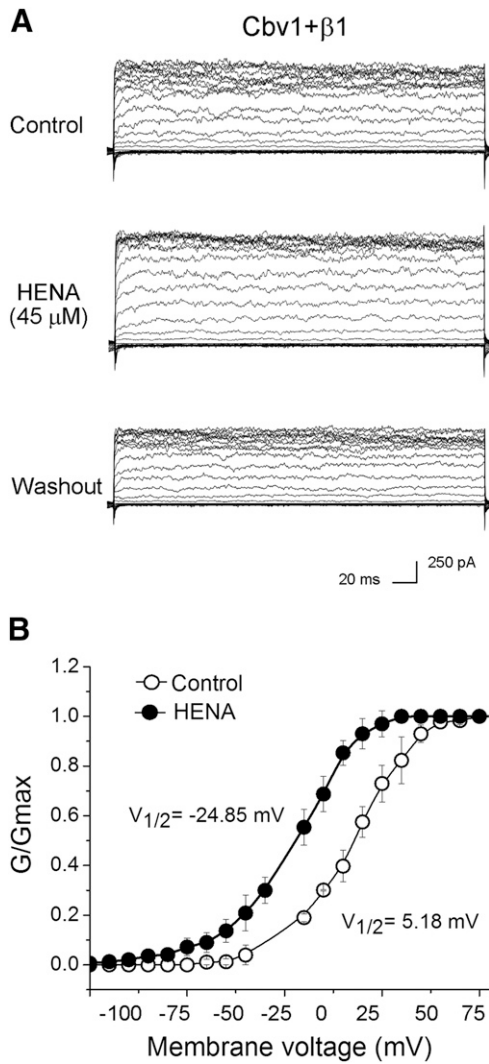 A
Cbv1+β1
Control
HENA
(45 μM)
Washout
250 pA
20 ms
B
1.2
Control
HENA
1.0
0.8
V1/2= -24.85 mV
0.6
0.4
V1/2= 5.18 mV
0.2
0.0
G/Gmax
-100 -75 -50 -25 0 25 50 75
Membrane voltage (mV)